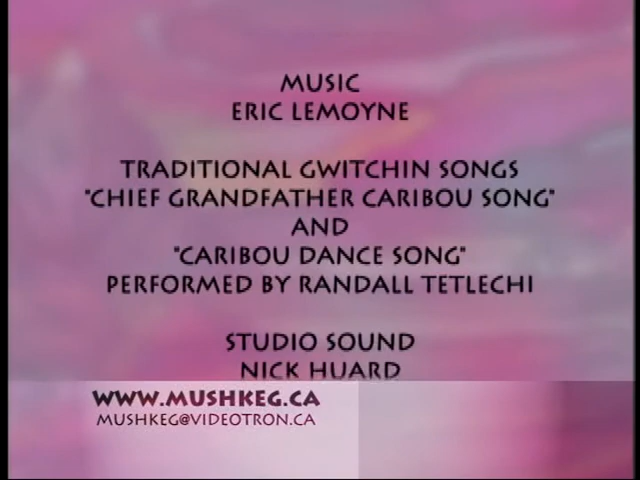 MUSIC
ERIC LEMOYNE
TRADITIONAL GWITCHIN SONGS
"CHIEF GRANDFATHER CARIBOU SONG"
AND
"CARIBOU DANCE SONG"
PERFORMED BY RANDALL TETLECHI
STUDIO SOUND
NICK HUARD
WWW.MUSHKEG.CA
MUSHKEG@VIDEOTRON.CA